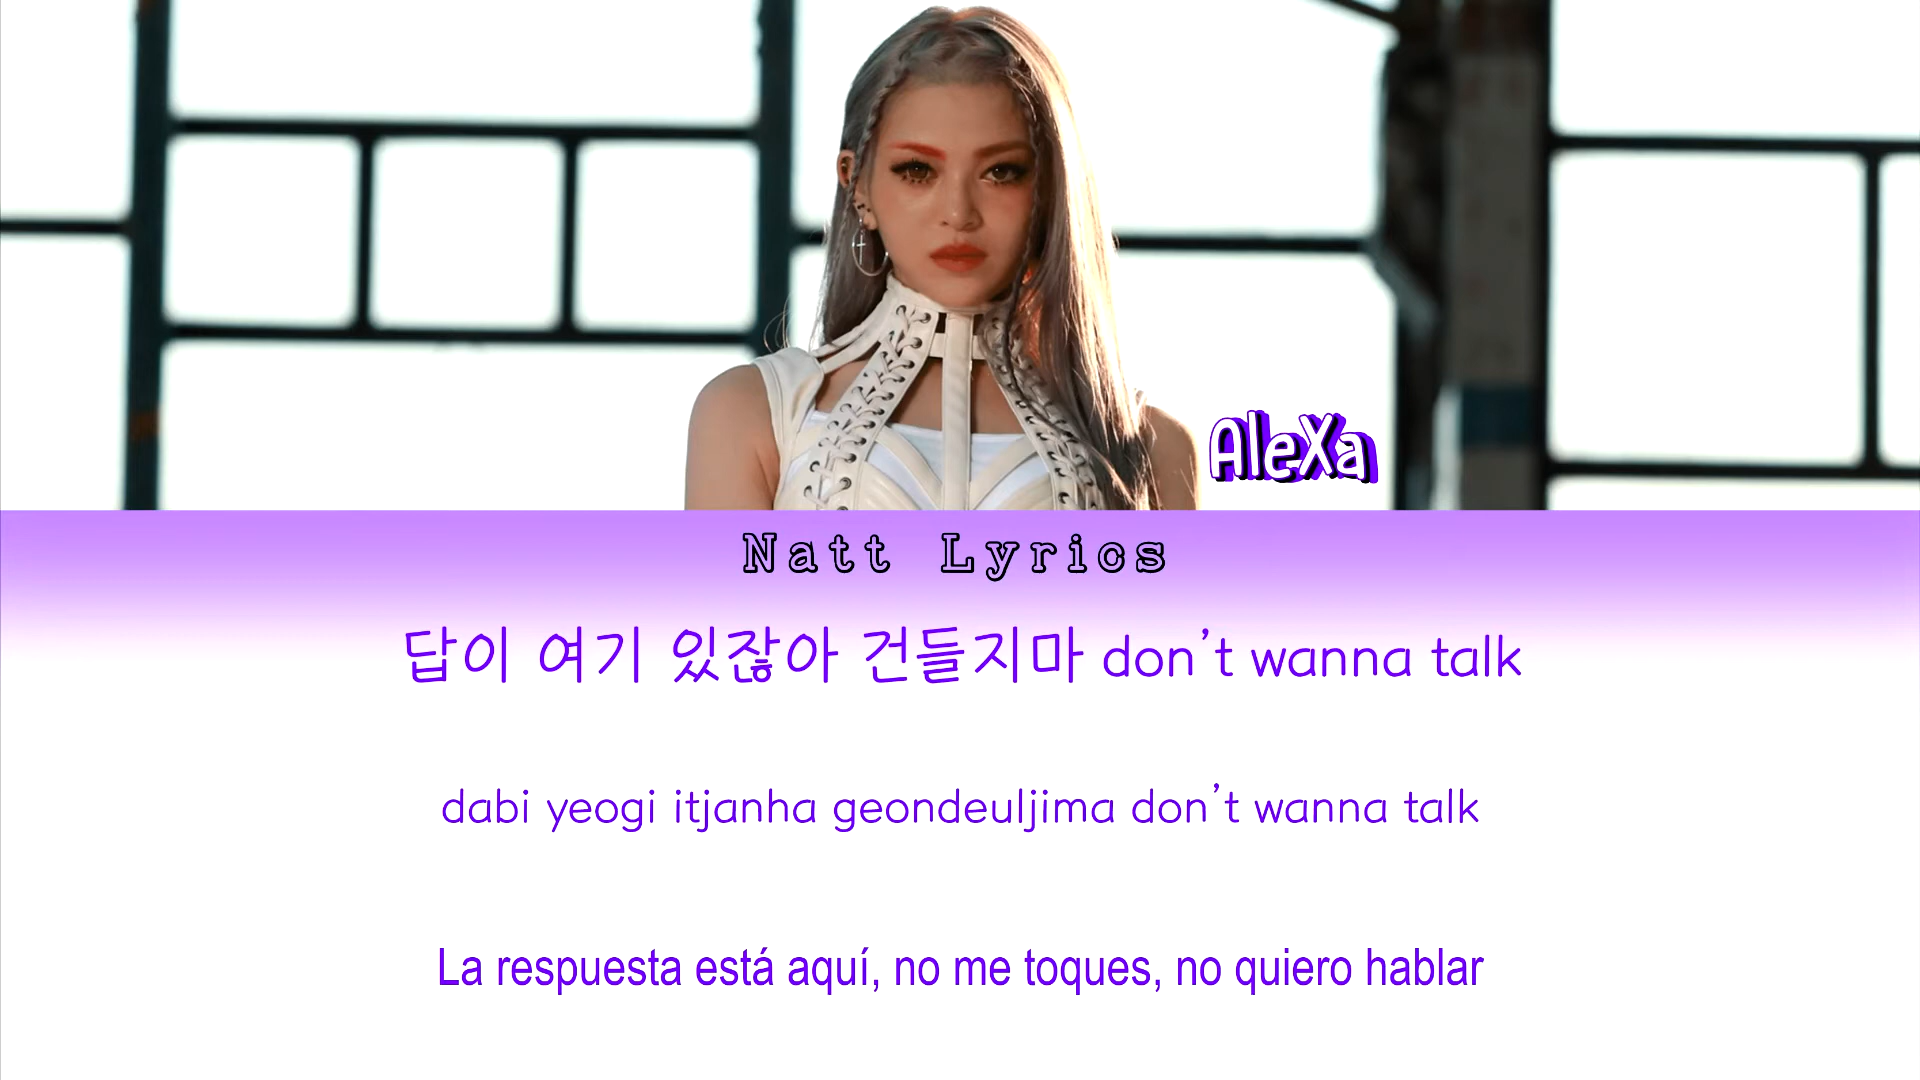 AleXa
Natt Lyrics
답이 여기 있잖아 건들지마 don't wanna talk
dabi yeogi itjanha geondeuljima don't wanna talk
La respuesta está aquí, no me toques, no quiero hablar